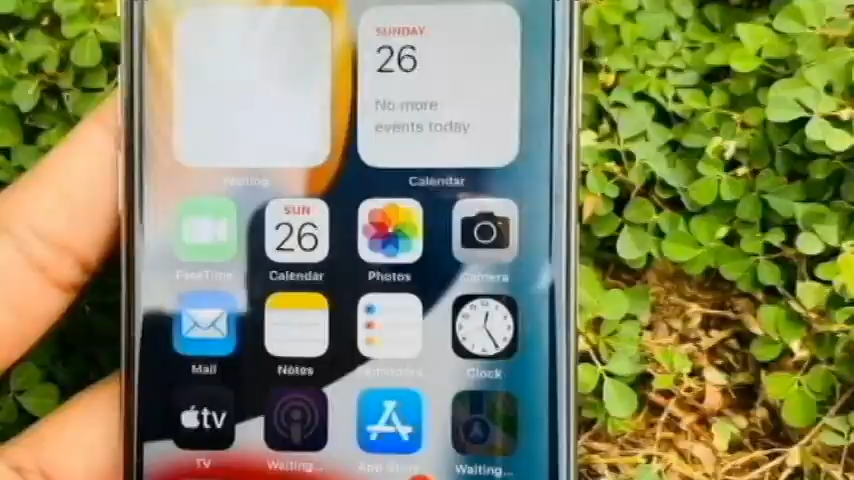 SUNDAY
26
No more
events today
Waiting...
Calendar
SUN
26
FaceTime
Calendar
Photos
Camera
Mail
Notes
Reminders
Clock
tv
TV
Waiting...
App Store
Waiting...